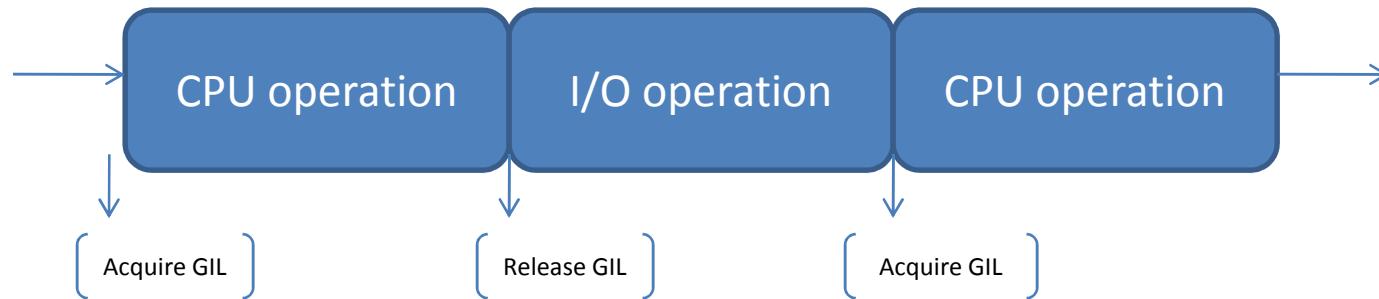 CPU operation
I/O operation
CPU operation
Acquire GIL
Release GIL
Acquire GIL